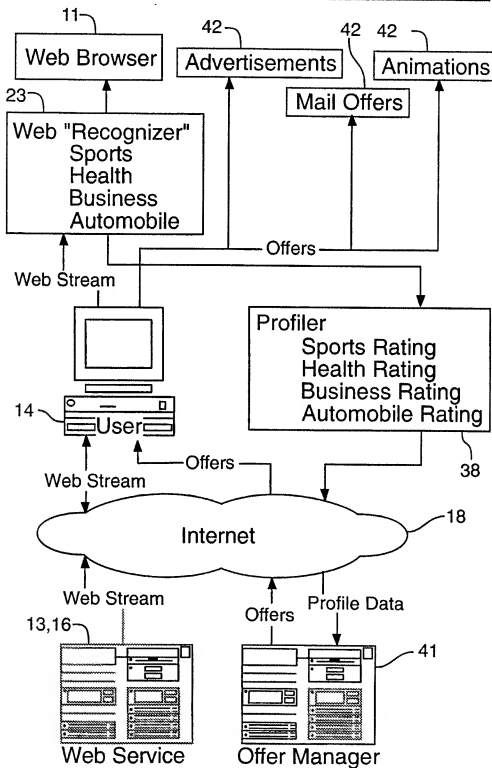 11
42
42
42
Web Browser
Advertisements
Animations
Mail Offers
23
Web "Recognizer"
Sports
Health
Business
Automobile
Offers
Web Stream
Profiler
Sports Rating
Health Rating
Business Rating
Automobile Rating
14
User
38
Offers
Web Stream
18
Internet
Web Stream
Offers
Profile Data
13,16
41
Web Service
Offer Manager